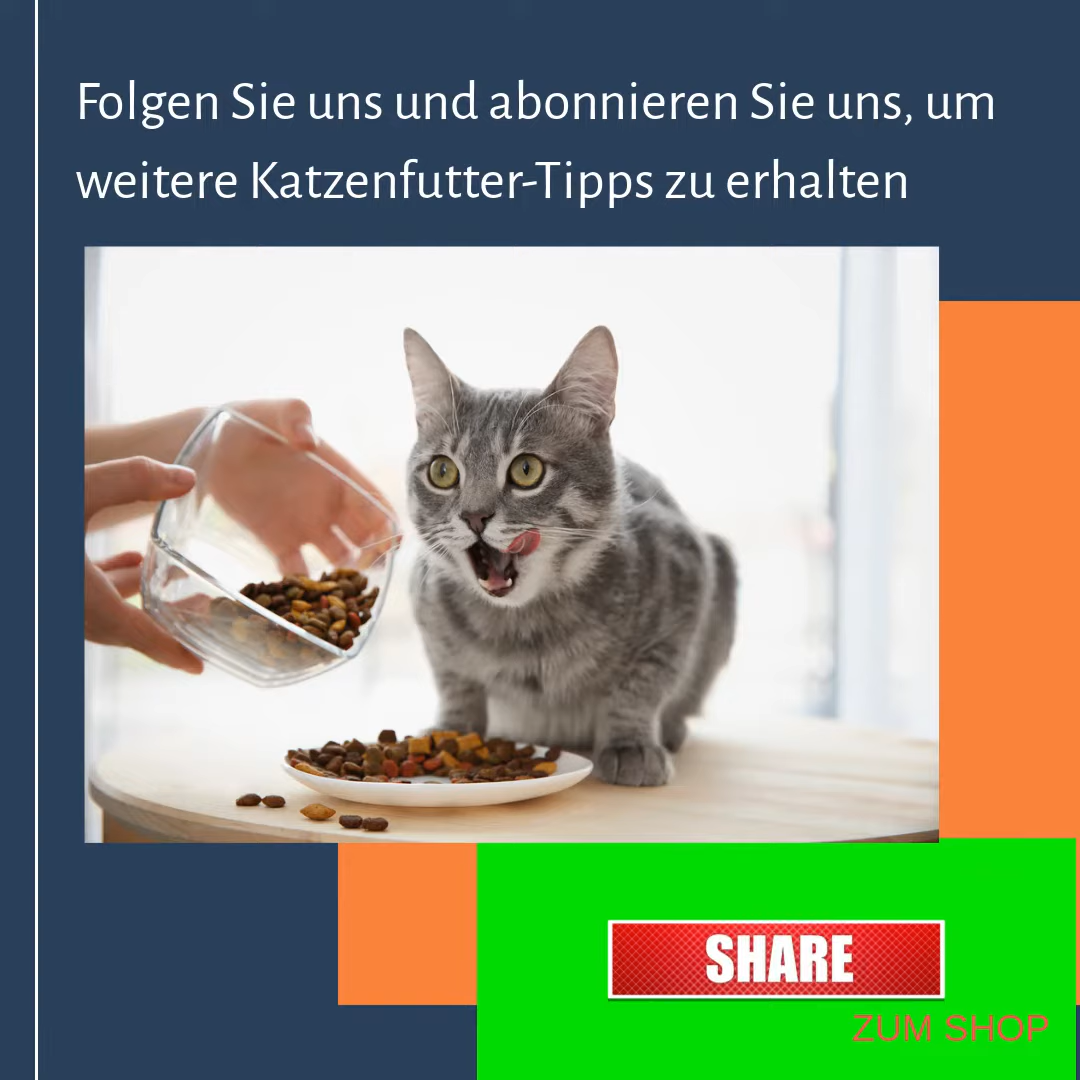 Folgen Sie uns und abonnieren Sie uns, um
weitere Katzenfutter-Tipps zu erhalten
SHARE
ZUM SHOP